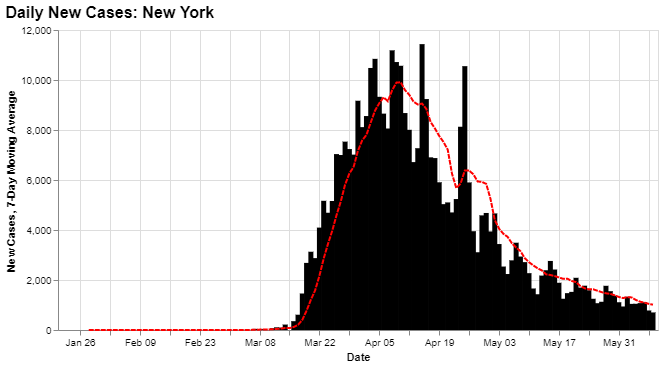 Daily New Cases: New York
12,000
10,000
8,000
6,000
4,000
2,000
0
New Cases, 7-Day Moving Average
Jan 26 Feb 09 Feb 23 Mar 08 Mar 22 Apr 05 Apr 19 May 03 May 17 May 31
Date